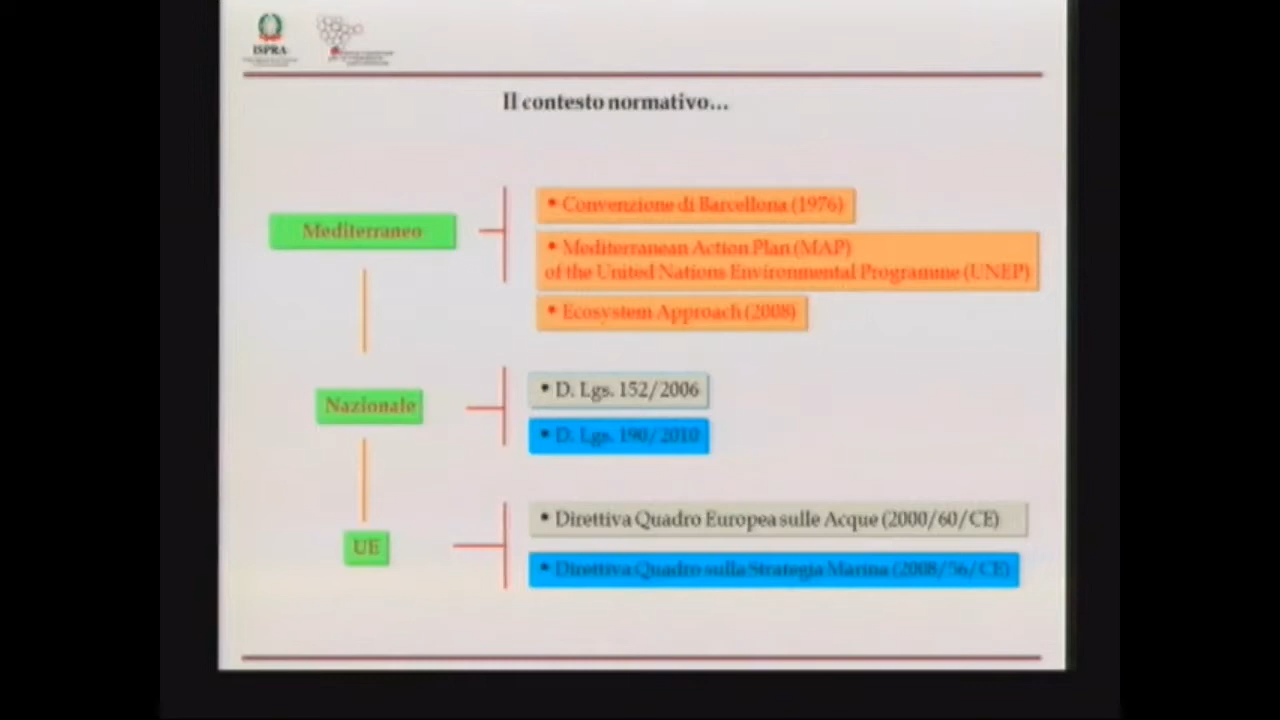 ISPRA
Il contesto normativo...
Mediterraneo
• Convenzione di Barcellona (1976)
• Mediterranean Action Plan (MAP)
of the United Nations Environmental Programme (UNEP)
• Ecosystem Approach (2008)
Nazionale
• D. Lgs. 152/2006
• D. Lgs. 190/2010
UE
• Direttiva Quadro Europea sulle Acque (2000/60/CE)
• Direttiva Quadro sulla Strategia Marina (2008/56/CE)